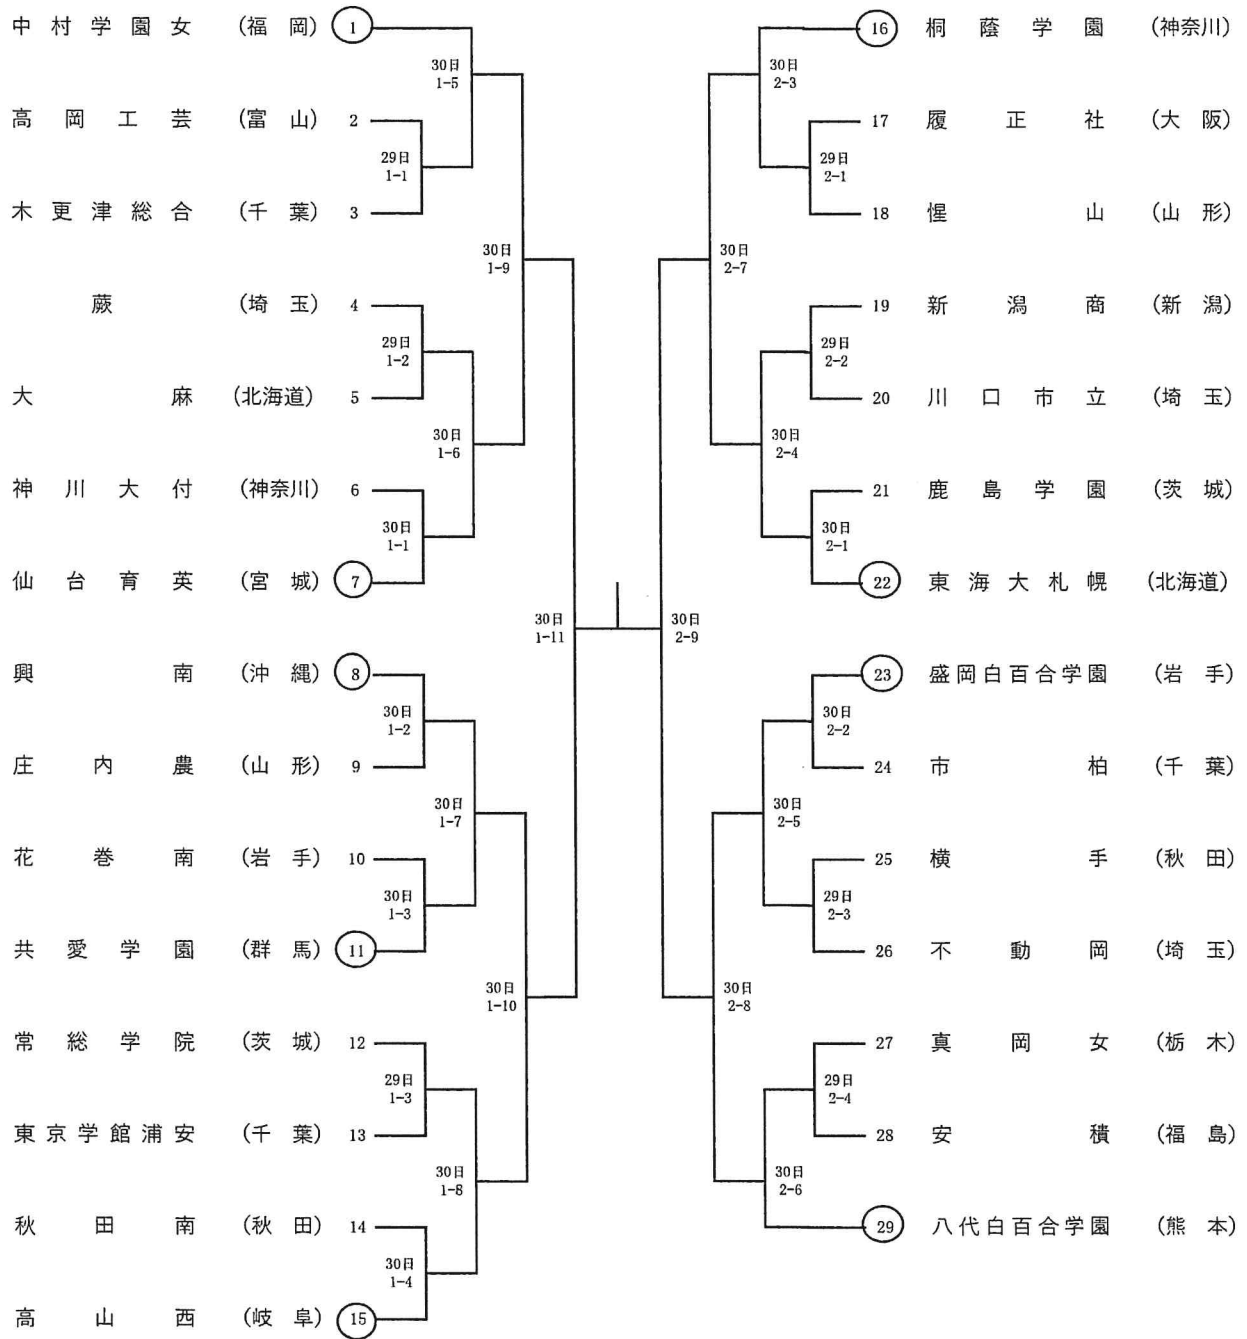 中村学園女 (福岡) 1
30日
1-5
高岡工芸 (富山) 2
29日
1-1
木更津総合 (千葉) 3
30日
1-9
蕨 (埼玉) 4
29日
1-2
大麻 (北海道) 5
30日
1-6
神川大付 (神奈川) 6
30日
1-1
仙台育英 (宮城) 7
30日
1-11
興南 (沖縄) 8
30日
1-2
庄内農 (山形) 9
30日
1-7
花巻南 (岩手) 10
30日
1-3
共愛学園 (群馬) 11
30日
1-10
常総学院 (茨城) 12
29日
1-3
東京学館浦安 (千葉) 13
30日
1-8
秋田南 (秋田) 14
30日
1-4
高山西 (岐阜) 15
16 桐蔭学園 (神奈川)
30日
2-3
17 履正社 (大阪)
29日
2-1
18 惺山 (山形)
30日
2-7
19 新潟商 (新潟)
29日
2-2
20 川口市立 (埼玉)
30日
2-4
21 鹿島学園 (茨城)
30日
2-1
22 東海大札幌 (北海道)
30日
2-9
23 盛岡白百合学園 (岩手)
30日
2-2
24 市柏 (千葉)
30日
2-5
25 横手 (秋田)
29日
2-3
26 不動岡 (埼玉)
30日
2-8
27 真岡女 (栃木)
29日
2-4
28 安積 (福島)
30日
2-6
29 八代白百合学園 (熊本)